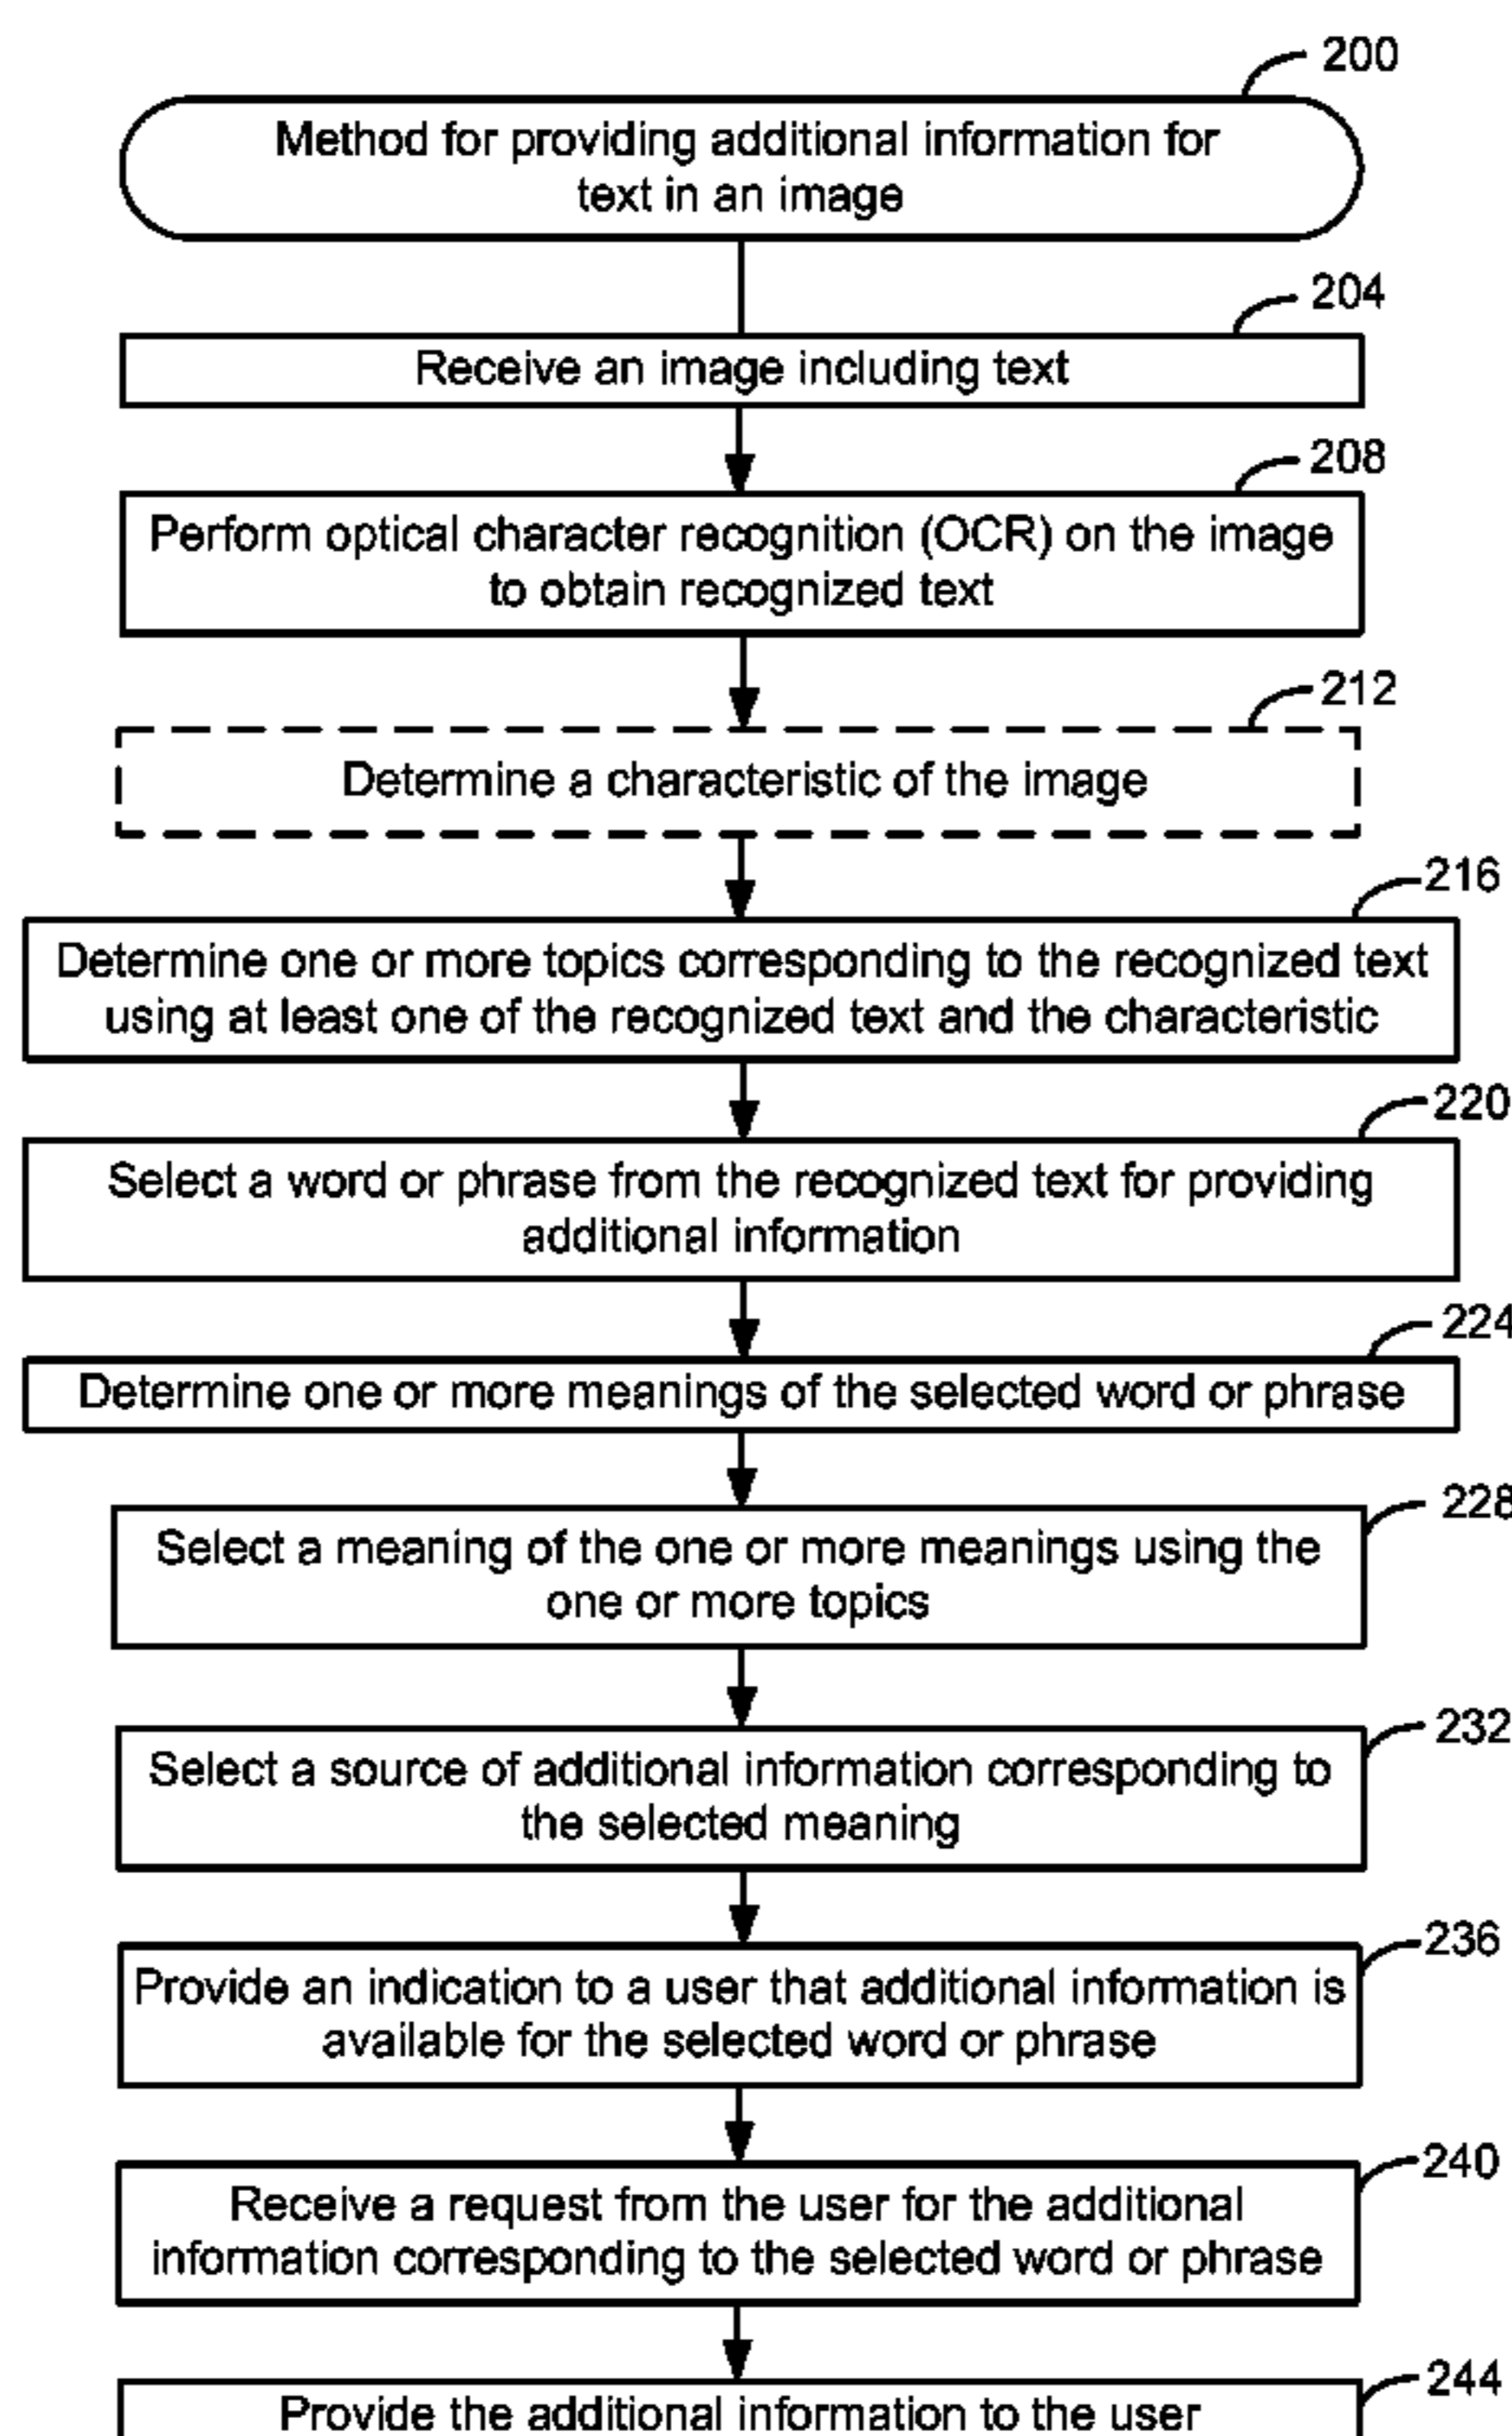 200
Method for providing additional information for
text in an image
204
Receive an image including text
208
Perform optical character recognition (OCR) on the image
to obtain recognized text
212
Determine a characteristic of the image
216
Determine one or more topics corresponding to the recognized text
using at least one of the recognized text and the characteristic
220
Select a word or phrase from the recognized text for providing
additional information
224
Determine one or more meanings of the selected word or phrase
228
Select a meaning of the one or more meanings using the
one or more topics
232
Select a source of additional information corresponding to
the selected meaning
236
Provide an indication to a user that additional information is
available for the selected word or phrase
240
Receive a request from the user for the additional
information corresponding to the selected word or phrase
244
Provide the additional information to the user